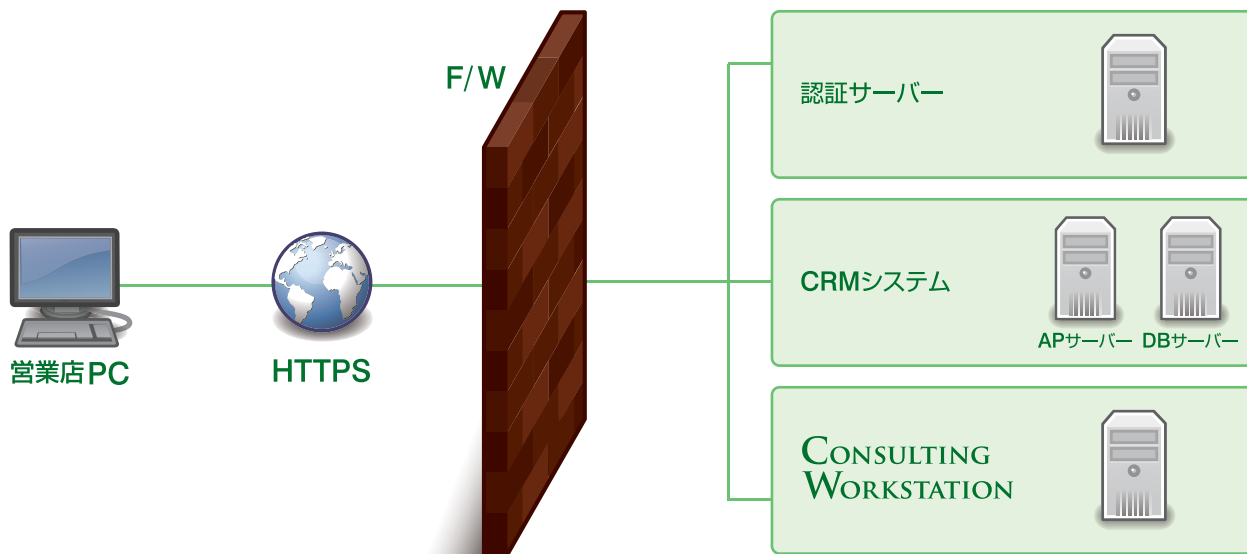 F/W
認証サーバー
営業店PC
HTTPS
CRMシステム
APサーバー
DBサーバー
CONSULTING
WORKSTATION